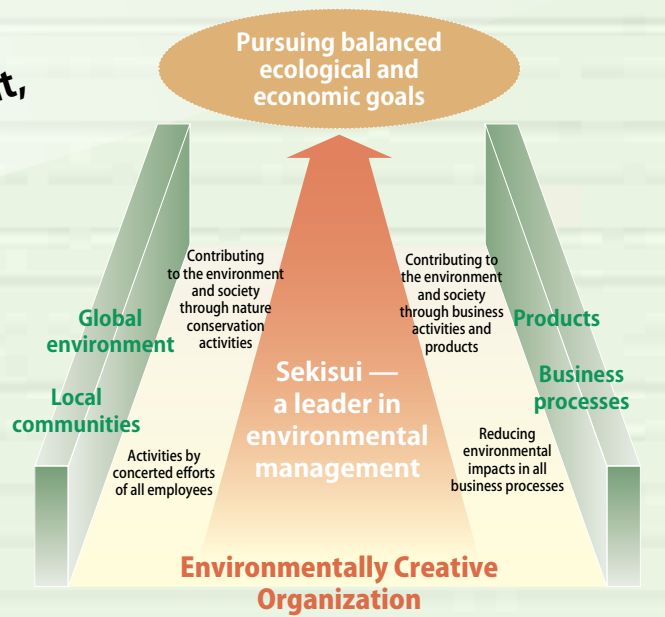 Pursuing balanced
ecological and
economic goals
Contributing
to the environment
and society
through nature
conservation
activities
Contributing to
the environment
and society
through business
activities and
products
Global
environment
Products
Local
communities
Business
processes
Sekisui —
a leader in
environmental
management
Activities by
concerted efforts
of all employees
Reducing
environmental
impacts in all
business processes
Environmentally Creative
Organization